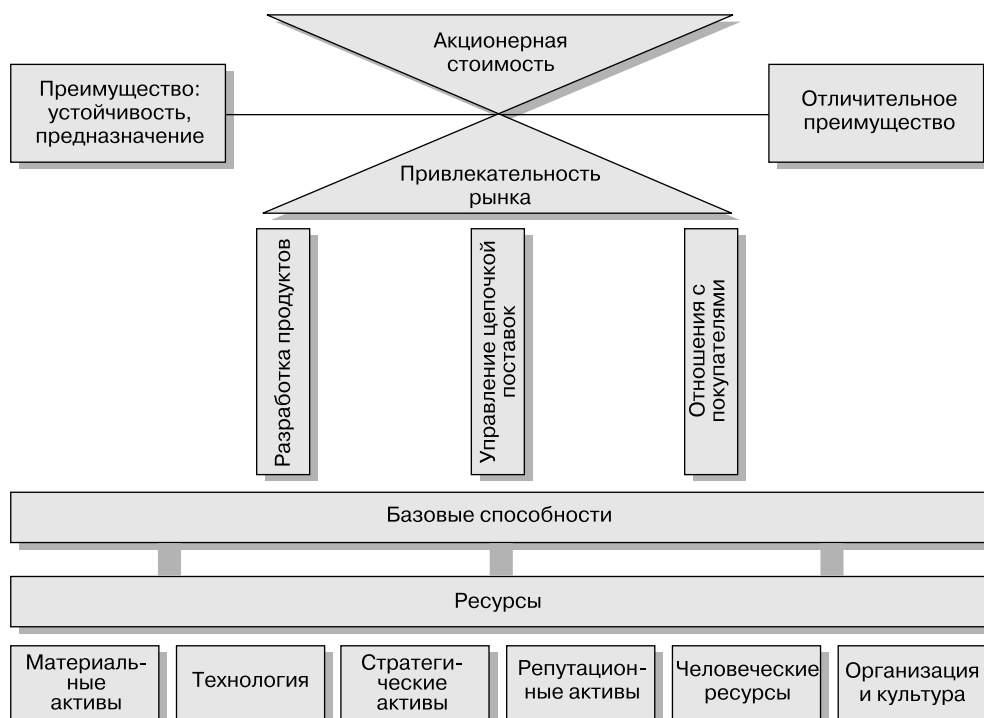 Акционерная
стоимость
Преимущество:
устойчивость,
предназначение
Отличительное
преимущество
Привлекательность
рынка
Разработка продуктов
Управление цепочкой
поставок
Отношения с
покупателями
Базовые способности
Ресурсы
Материаль-
ные
активы
Технология
Стратеги-
ческие
активы
Репутацион-
ные активы
Человеческие
ресурсы
Организация
и культура